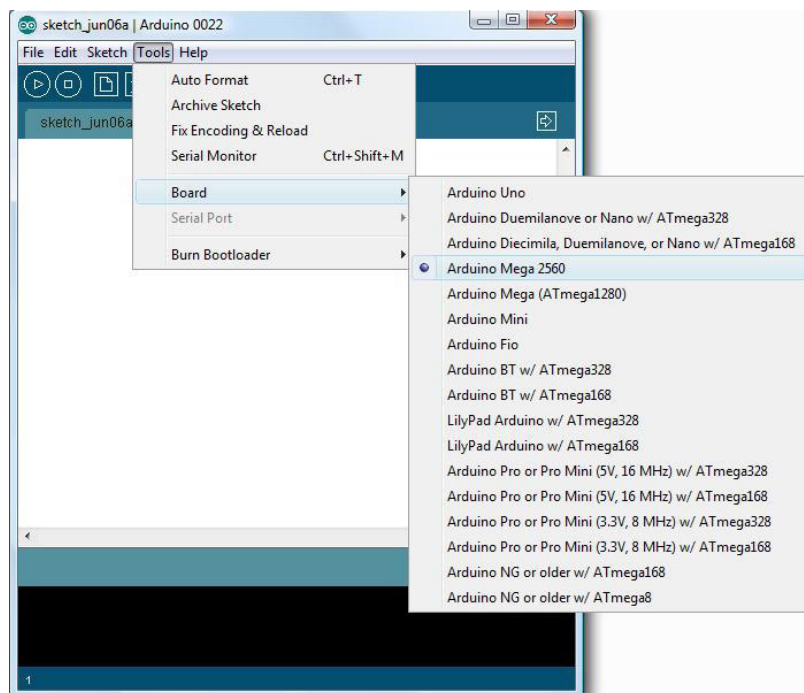 sketch_jun06a | Arduino 0022
File Edit Sketch Tools Help
sketch_jun06a
Auto Format Ctrl+T
Archive Sketch
Fix Encoding & Reload
Serial Monitor Ctrl+Shift+M
Board
Serial Port
Burn Bootloader
Arduino Uno
Arduino Duemilanove or Nano w/ ATmega328
Arduino Diecimila, Duemilanove, or Nano w/ ATmega168
Arduino Mega 2560
Arduino Mega (ATmega1280)
Arduino Mini
Arduino Fio
Arduino BT w/ ATmega328
Arduino BT w/ ATmega168
LilyPad Arduino w/ ATmega328
LilyPad Arduino w/ ATmega168
Arduino Pro or Pro Mini (5V, 16 MHz) w/ ATmega328
Arduino Pro or Pro Mini (5V, 16 MHz) w/ ATmega168
Arduino Pro or Pro Mini (3.3V, 8 MHz) w/ ATmega328
Arduino Pro or Pro Mini (3.3V, 8 MHz) w/ ATmega168
Arduino NG or older w/ ATmega168
Arduino NG or older w/ ATmega8
1